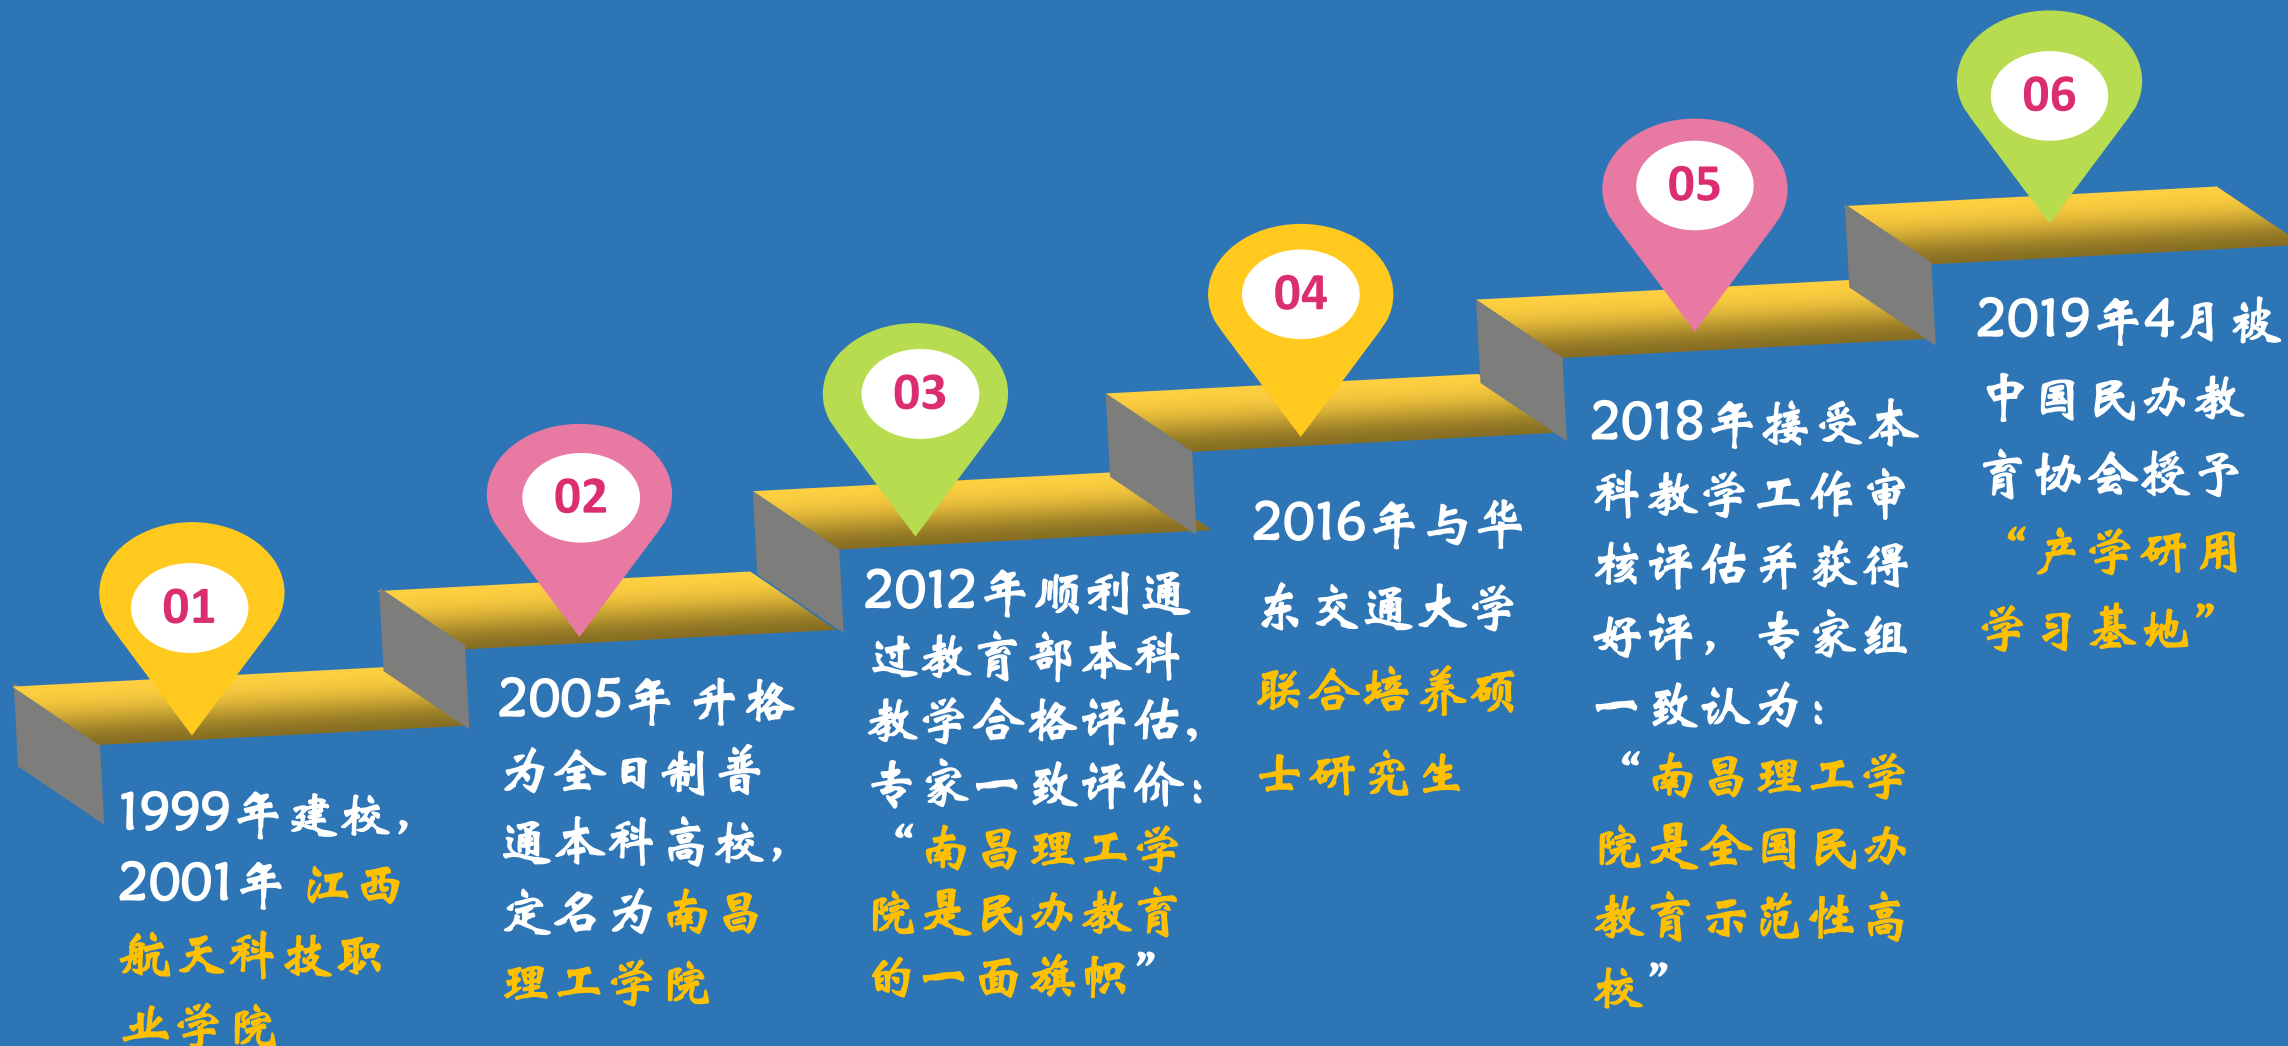 01
1999年建校，
2001年 江西
航天科技职
业学院
02
2005年 升格
为全日制普
通本科高校，
定名为南昌
理工学院
03
2012年顺利通
过教育部本科
教学合格评估，
专家一致评价：
“南昌理工学
院是民办教育
的一面旗帜”
04
2016年与华
东交通大学
联合培养硕
士研究生
05
2018年接受本
科教学工作审
核评估并获得
好评，专家组
一致认为：
“南昌理工学
院是全国民办
教育示范性高
校”
06
2019年4月被
中国民办教
育协会授予
“产学研用
学习基地”